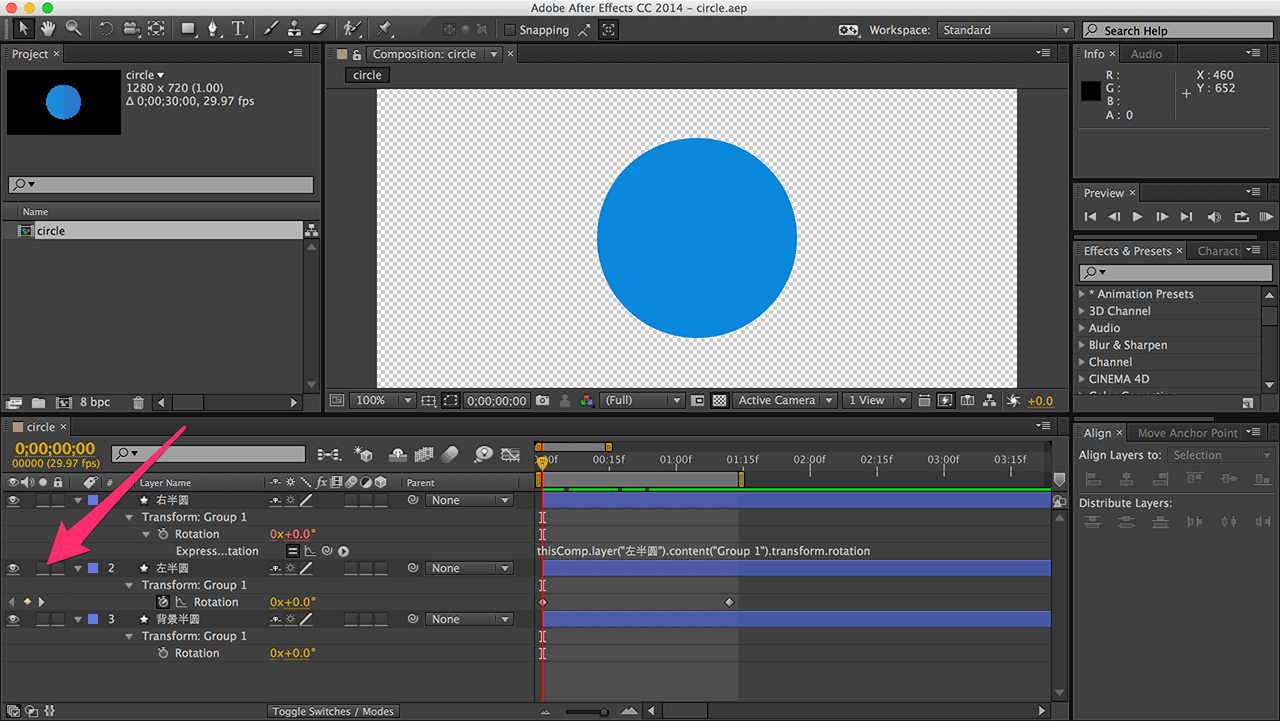 Adobe After Effects CC 2014 – circle.aep
Snapping
Workspace: Standard
Search Help
Project ×
Composition: circle
Info × Audio
circle
circle
1280 x 720 (1.00)
Δ 0;00;30;00, 29.97 fps
R :
G :
B :
A : 0
X : 460
Y : 652
Name
circle
Preview ×
Effects & Presets ×
* Animation Presets
3D Channel
Audio
Blur & Sharpen
Channel
CINEMA 4D
8 bpc
100%
0;00;00;00
(Full)
Active Camera
1 View
+0.0
circle ×
0;00;00;00
00000 (29.97 fps)
00:15f 01:00f 01:15f 02:00f 02:15f 03:00f 03:15f
# Layer Name
fx
Parent
右半圆
None
Transform: Group 1
Rotation
0x+0.0°
Express...tation
thisComp.layer("左半圆").content("Group 1").transform.rotation
2 左半圆
None
Transform: Group 1
Rotation
0x+0.0°
3 背景半圆
None
Transform: Group 1
Rotation
0x+0.0°
Toggle Switches / Modes
Align × Move Anchor Point
Align Layers to: Selection
Distribute Layers: